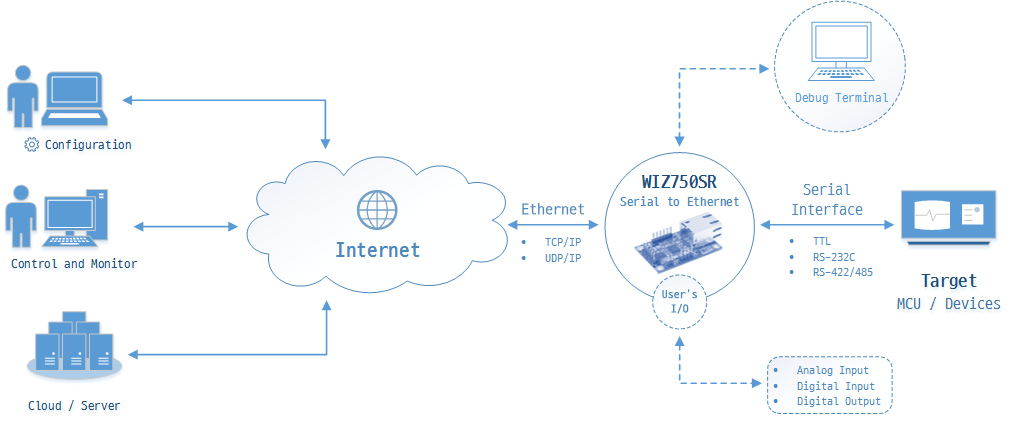 Debug Terminal
Configuration
WIZ750SR
Serial to Ethernet
Serial
Interface
Ethernet
• TCP/IP
• UDP/IP
Internet
• TTL
• RS-232C
• RS-422/485
Control and Monitor
Target
MCU / Devices
User's
I/O
• Analog Input
• Digital Input
• Digital Output
Cloud / Server